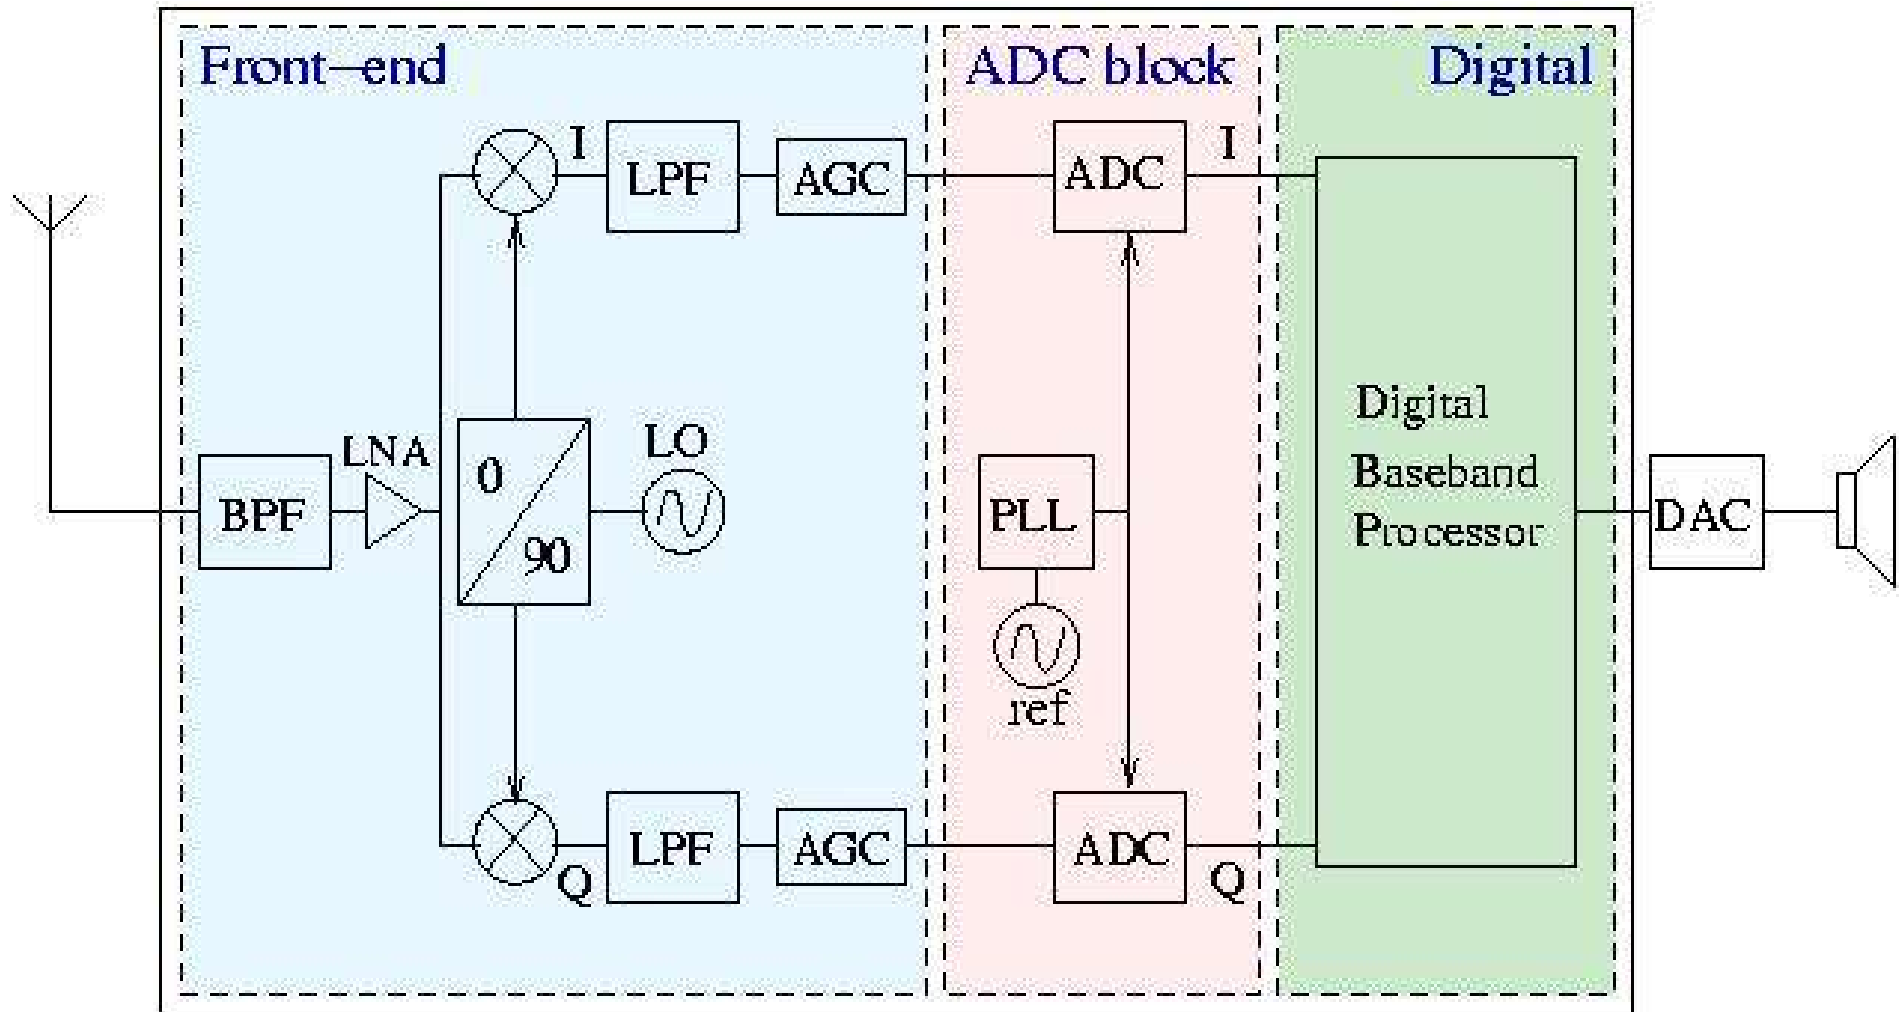 Front-end
ADC block
Digital
I
LPF
AGC
ADC
I
LNA
BPF
0
90
LO
PLL
ref
Digital
Baseband
Processor
DAC
Q
LPF
AGC
ADC
Q